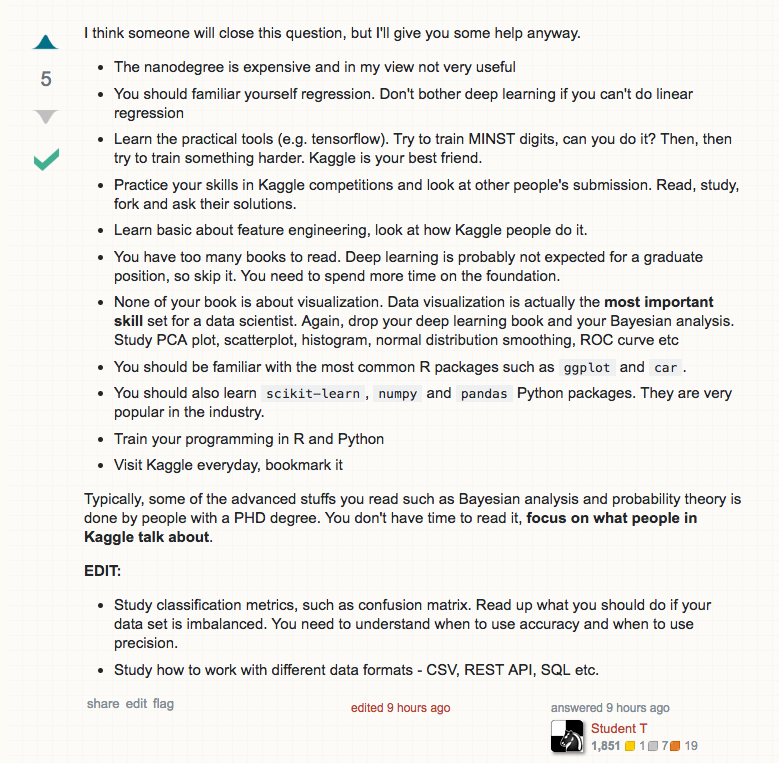 I think someone will close this question, but I'll give you some help anyway.
5
• The nanodegree is expensive and in my view not very useful
• You should familiar yourself regression. Don't bother deep learning if you can't do linear
regression
• Learn the practical tools (e.g. tensorflow). Try to train MINST digits, can you do it? Then, then
try to train something harder. Kaggle is your best friend.
• Practice your skills in Kaggle competitions and look at other people's submission. Read, study,
fork and ask their solutions.
• Learn basic about feature engineering, look at how Kaggle people do it.
• You have too many books to read. Deep learning is probably not expected for a graduate
position, so skip it. You need to spend more time on the foundation.
• None of your book is about visualization. Data visualization is actually the most important
skill set for a data scientist. Again, drop your deep learning book and your Bayesian analysis.
Study PCA plot, scatterplot, histogram, normal distribution smoothing, ROC curve etc
• You should be familiar with the most common R packages such as ggplot and car .
• You should also learn scikit-learn , numpy and pandas Python packages. They are very
popular in the industry.
• Train your programming in R and Python
• Visit Kaggle everyday, bookmark it
Typically, some of the advanced stuffs you read such as Bayesian analysis and probability theory is
done by people with a PHD degree. You don't have time to read it, focus on what people in
Kaggle talk about.
EDIT:
• Study classification metrics, such as confusion matrix. Read up what you should do if your
data set is imbalanced. You need to understand when to use accuracy and when to use
precision.
• Study how to work with different data formats - CSV, REST API, SQL etc.
share edit flag
edited 9 hours ago
answered 9 hours ago
Student T
1,851 1 7 19